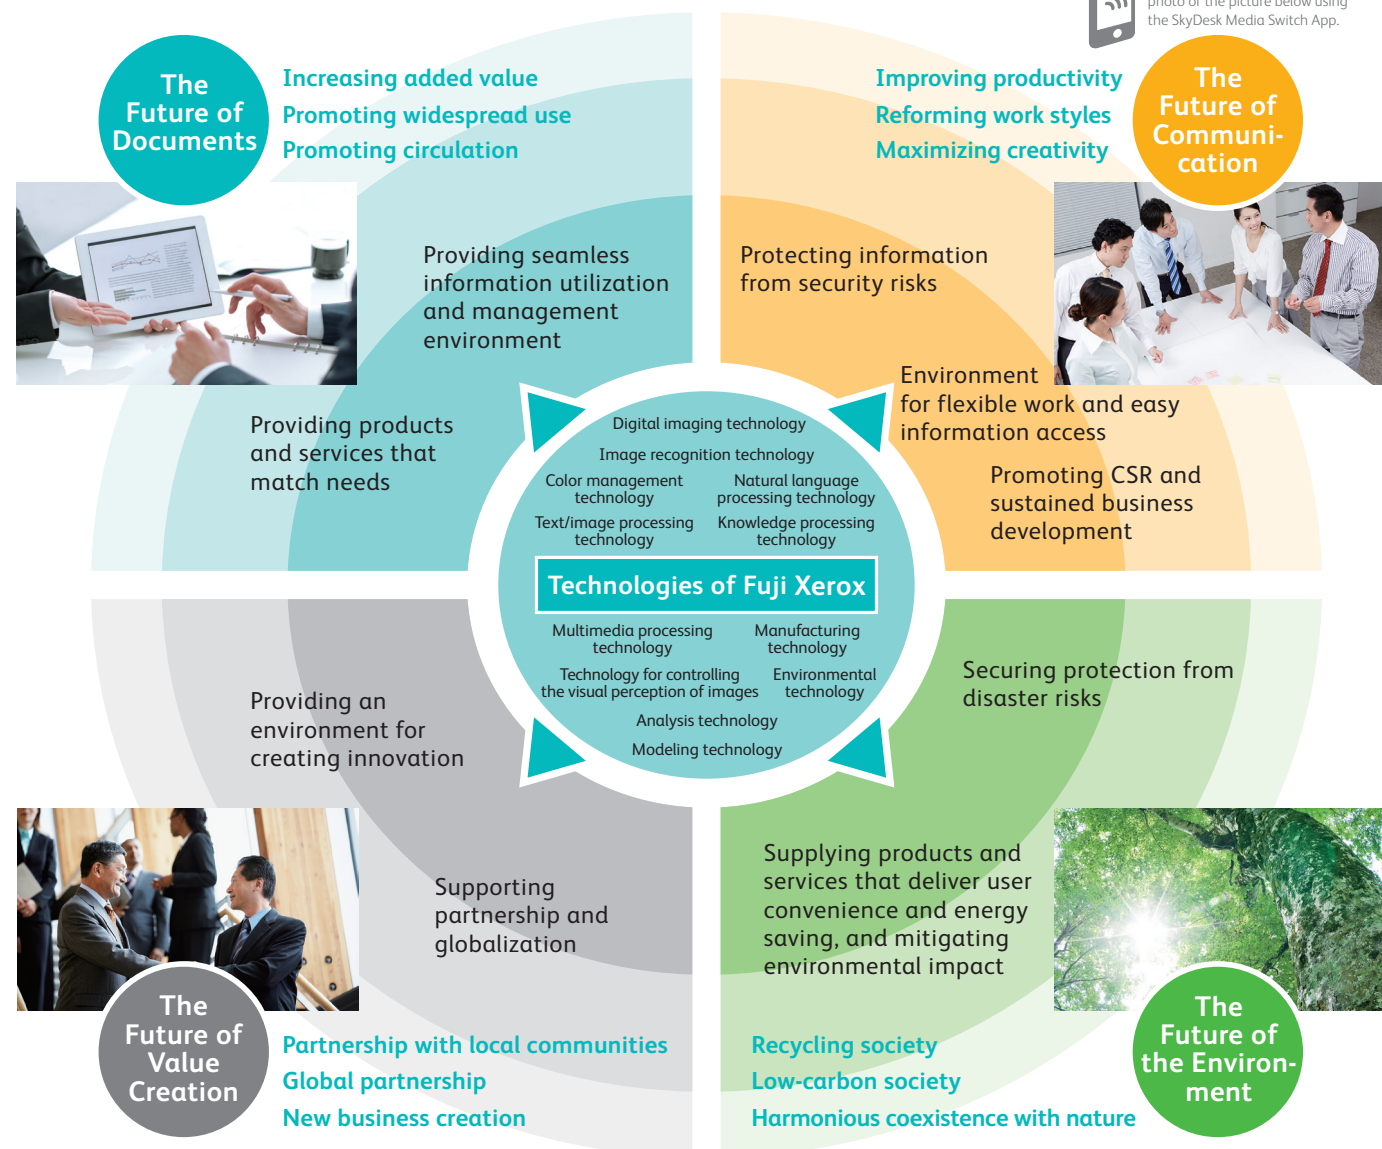 photo of the picture below using
the SkyDesk Media Switch App.
The
Future of
Documents
Increasing added value
Promoting widespread use
Promoting circulation
Improving productivity
Reforming work styles
Maximizing creativity
The
Future of
Communi-
cation
Providing seamless
information utilization
and management
environment
Providing products
and services that
match needs
Protecting information
from security risks
Environment
for flexible work and easy
information access
Promoting CSR and
sustained business
development
Digital imaging technology
Image recognition technology
Color management
technology
Natural language
processing technology
Text/image processing
technology
Knowledge processing
technology
Technologies of Fuji Xerox
Multimedia processing
technology
Manufacturing
technology
Technology for controlling
the visual perception of images
Environmental
technology
Analysis technology
Modeling technology
Providing an
environment for
creating innovation
Supporting
partnership and
globalization
Securing protection from
disaster risks
Supplying products and
services that deliver user
convenience and energy
saving, and mitigating
environmental impact
The
Future of
Value
Creation
Partnership with local communities
Global partnership
New business creation
Recycling society
Low-carbon society
Harmonious coexistence with nature
The
Future of
the Environ-
ment